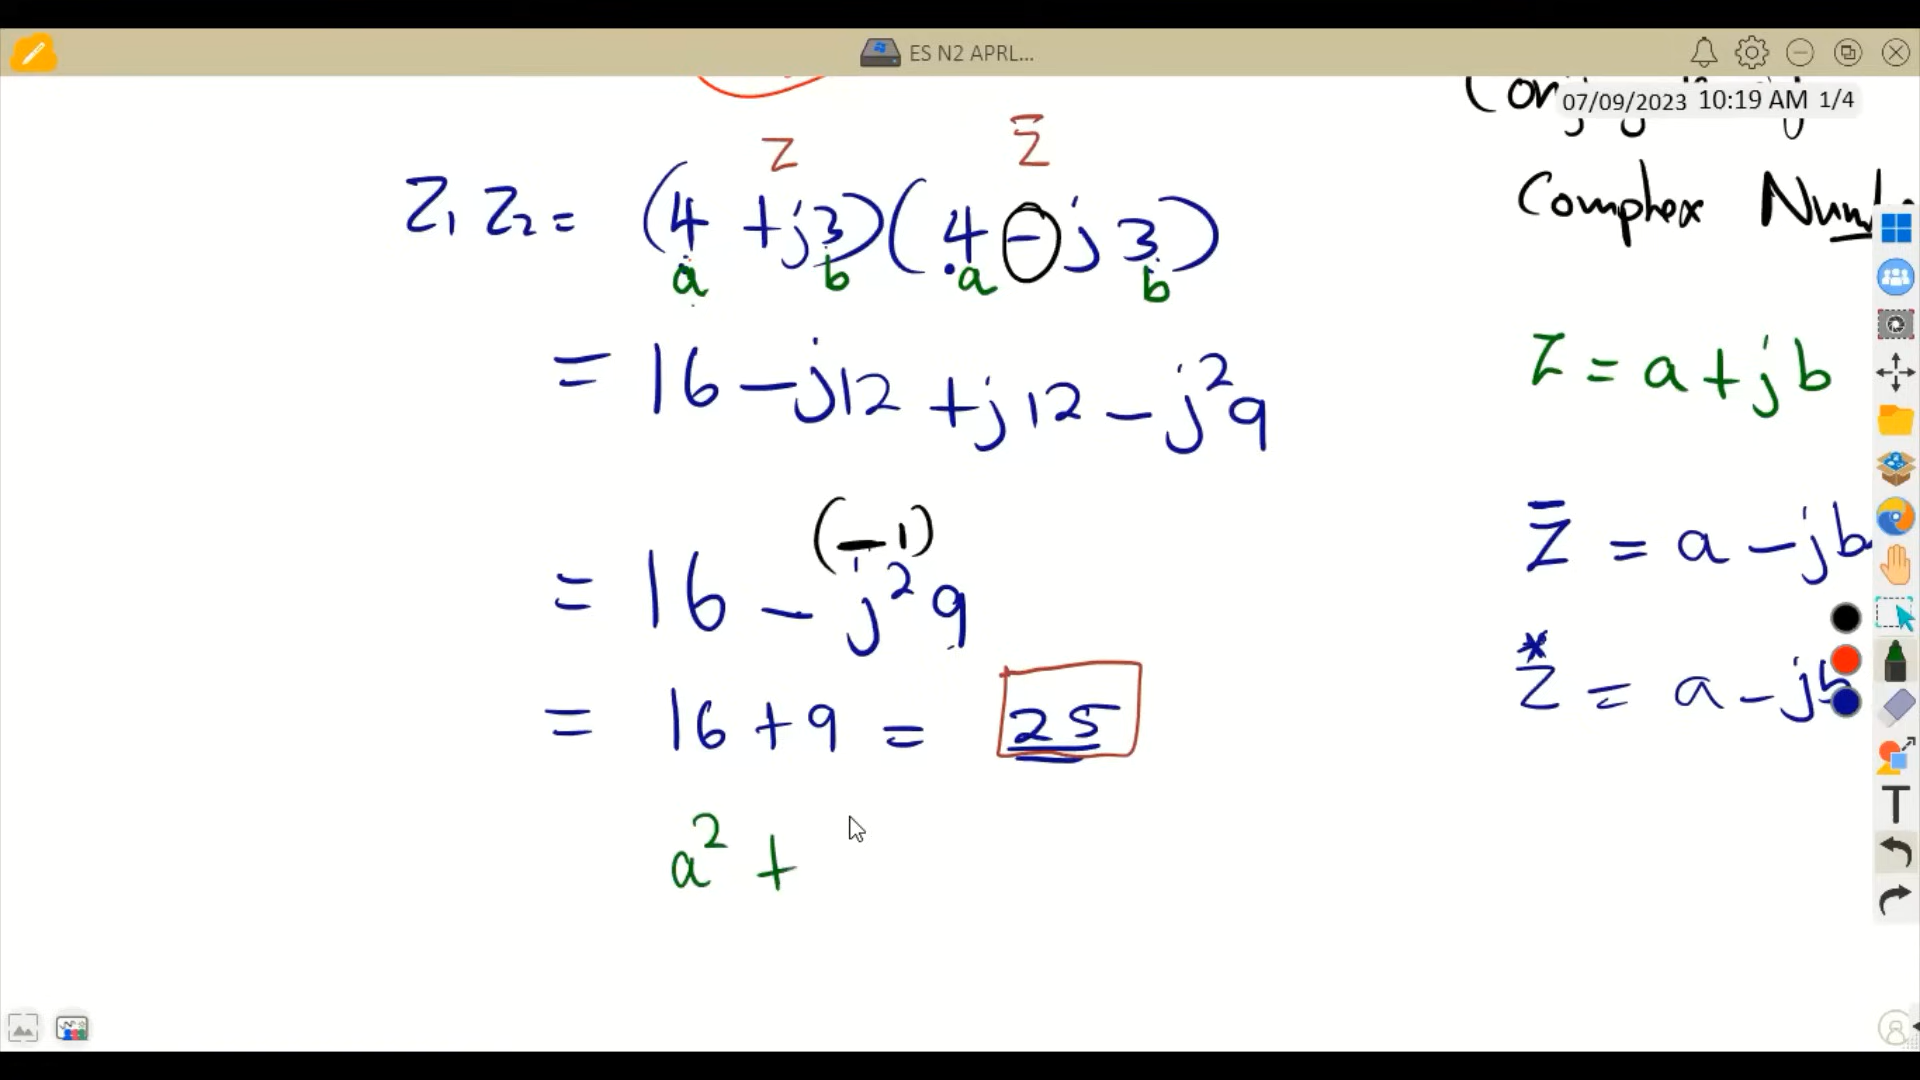 ES N2 APRL...
07/09/2023 10:19 AM 1/4
Complex
Z Z̄
Z₁ Z₂ = (4 + j3)(4 - j3)
a b a b
= 16 - j12 + j12 - j²9
(-1)
= 16 - j²9
= 16 + 9 = 25
a² +
Z = a + jb
Z̄ = a - jb
Z* = a - jb
T